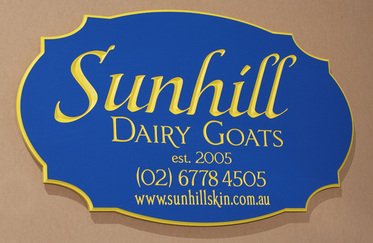 Sunhill
DAIRY GOATS
est. 2005
(02) 6778 4505
www.sunhillskin.com.au